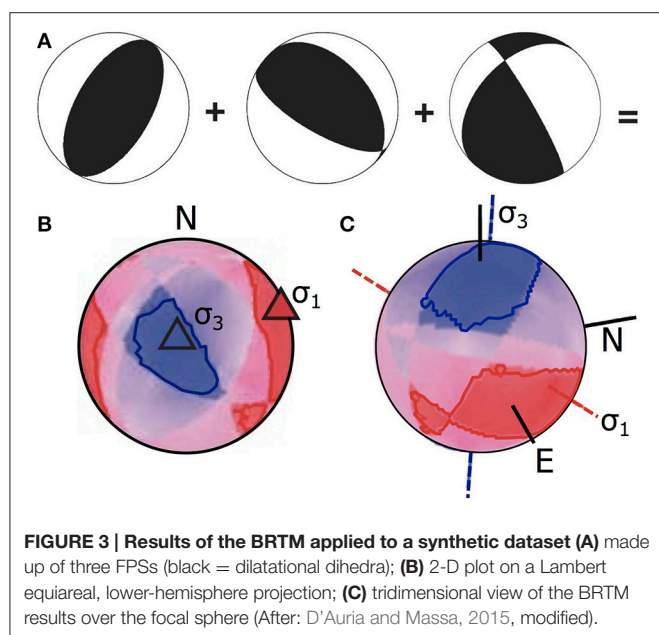 A
+
+
=
B
N
σ3
σ1
C
σ3
N
σ1
E
FIGURE 3 | Results of the BRTM applied to a synthetic dataset (A) made
up of three FPSs (black = dilatational dihedra); (B) 2-D plot on a Lambert
equiareal, lower-hemisphere projection; (C) tridimensional view of the BRTM
results over the focal sphere (After: D'Auria and Massa, 2015, modified).